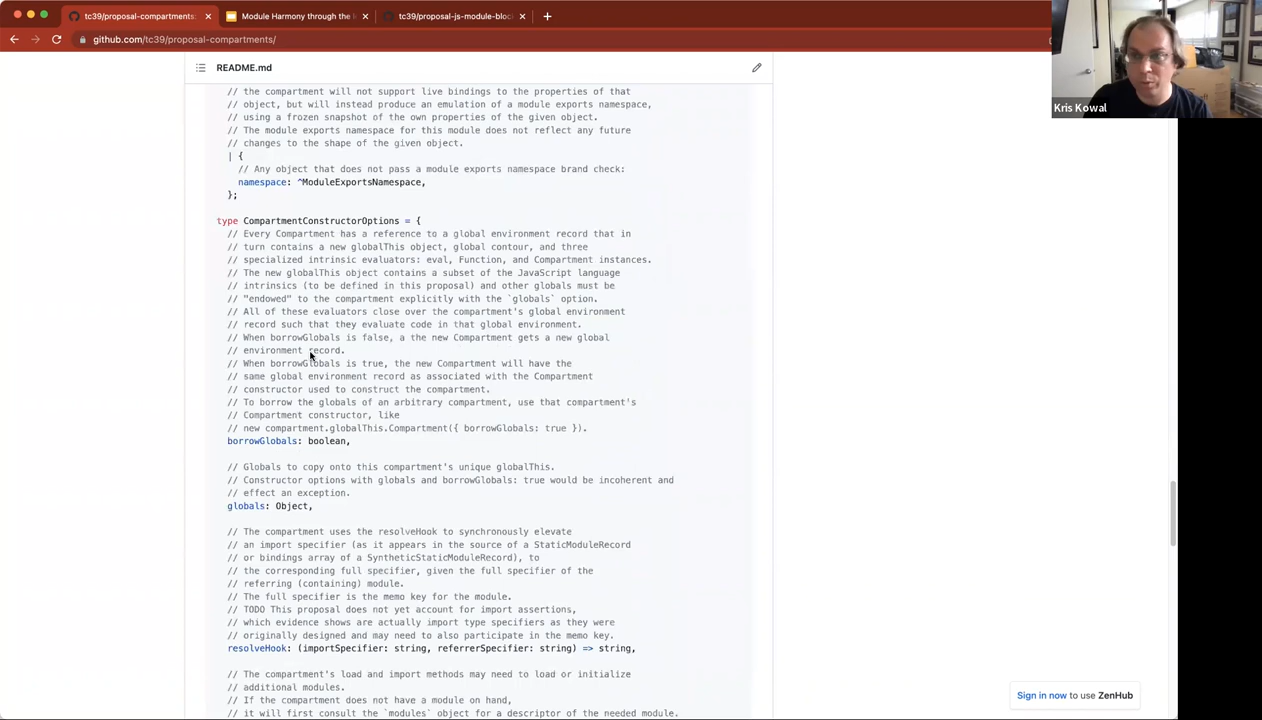 tc39/proposal-compartments:
Module Harmony through the l
tc39/proposal-js-module-bloc
github.com/tc39/proposal-compartments/
README.md
// the compartment will not support live bindings to the properties of that
// object, but will instead produce an emulation of a module exports namespace,
// using a frozen snapshot of the own properties of the given object.
// The module exports namespace for this module does not reflect any future
// changes to the shape of the given object.
| {
// Any object that does not pass a module exports namespace brand check:
namespace: ^ModuleExportsNamespace,
};
type CompartmentConstructorOptions = {
// Every Compartment has a reference to a global environment record that in
// turn contains a new globalThis object, global contour, and three
// specialized intrinsic evaluators: eval, Function, and Compartment instances.
// The new globalThis object contains a subset of the JavaScript language
// intrinsics (to be defined in this proposal) and other globals must be
// "endowed" to the compartment explicitly with the `globals` option.
// All of these evaluators close over the compartment's global environment
// record such that they evaluate code in that global environment.
// When borrowGlobals is false, a the new Compartment gets a new global
// environment record.
// When borrowGlobals is true, the new Compartment will have the
// same global environment record as associated with the Compartment
// constructor used to construct the compartment.
// To borrow the globals of an arbitrary compartment, use that compartment's
// Compartment constructor, like
// new compartment.globalThis.Compartment({ borrowGlobals: true }).
borrowGlobals: boolean,
// Globals to copy onto this compartment's unique globalThis.
// Constructor options with globals and borrowGlobals: true would be incoherent and
// effect an exception.
globals: Object,
// The compartment uses the resolveHook to synchronously elevate
// an import specifier (as it appears in the source of a StaticModuleRecord
// or bindings array of a SyntheticStaticModuleRecord), to
// the corresponding full specifier, given the full specifier of the
// referring (containing) module.
// The full specifier is the memo key for the module.
// TODO This proposal does not yet account for import assertions,
// which evidence shows are actually import type specifiers as they were
// originally designed and may need to also participate in the memo key.
resolveHook: (importSpecifier: string, referrerSpecifier: string) => string,
// The compartment's load and import methods may need to load or initialize
// additional modules.
// If the compartment does not have a module on hand,
// it will first consult the `modules` object for a descriptor of the needed module.
Kris Kowal
Sign in now to use ZenHub